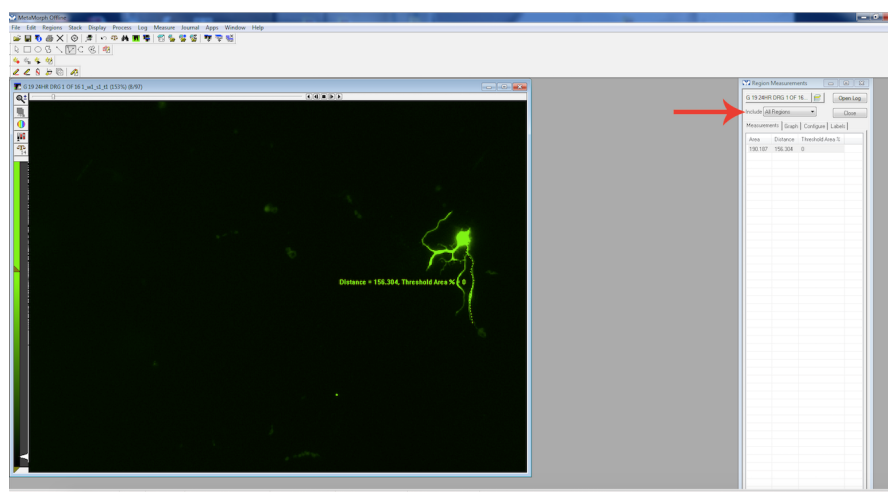 MetaMorph Offline
File Edit Regions Stack Display Process Log Measure Journal Apps Window Help
G 19 24HR DRG 1 OF 16 1_w1_s1_t1 (153%) (6/97)
Distance = 156.304, Threshold Area % = 0
Region Measurements
G 19 24HR DRG 1 OF 16... Open Log
Include All Regions Close
Measurements Graph Configure Labels
Area Distance Threshold Area %
190.187 156.304 0